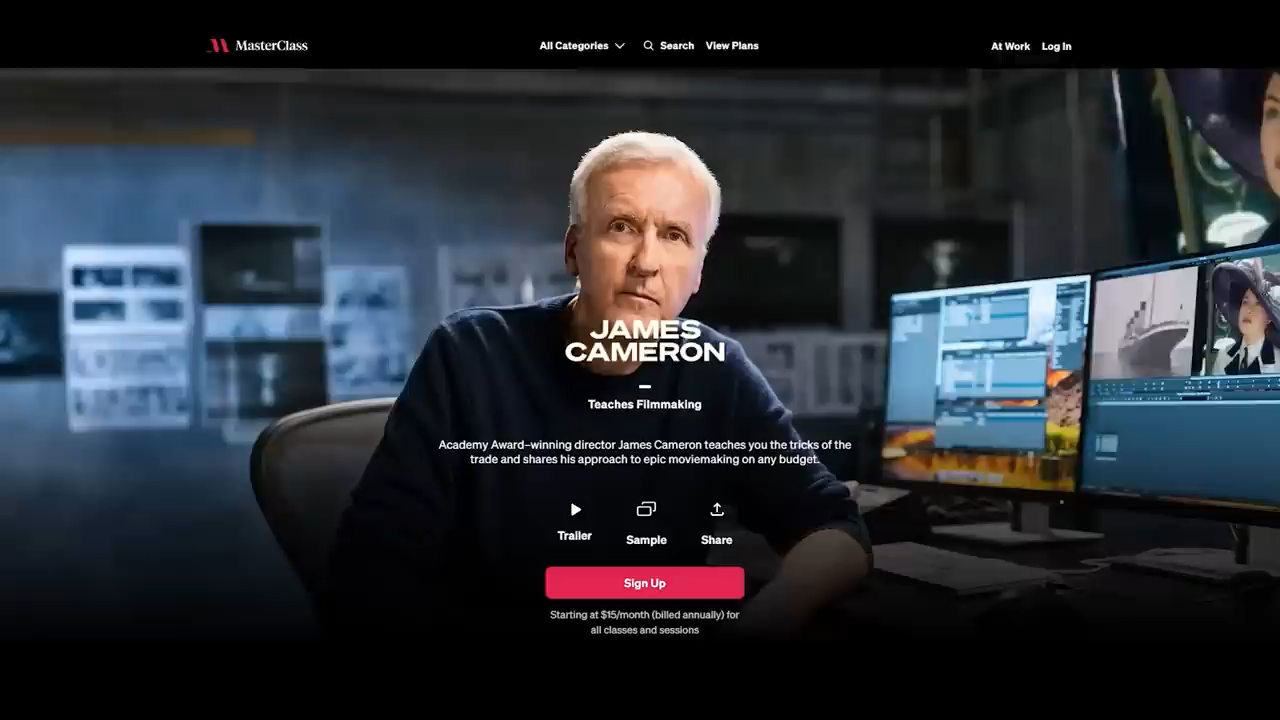 MasterClass
All Categories
Search
View Plans
At Work
Log In
JAMES
CAMERON
Teaches Filmmaking
Academy Award–winning director James Cameron teaches you the tricks of the
trade and shares his approach to epic moviemaking on any budget.
Trailer
Sample
Share
Sign Up
Starting at $15/month (billed annually) for
all classes and sessions